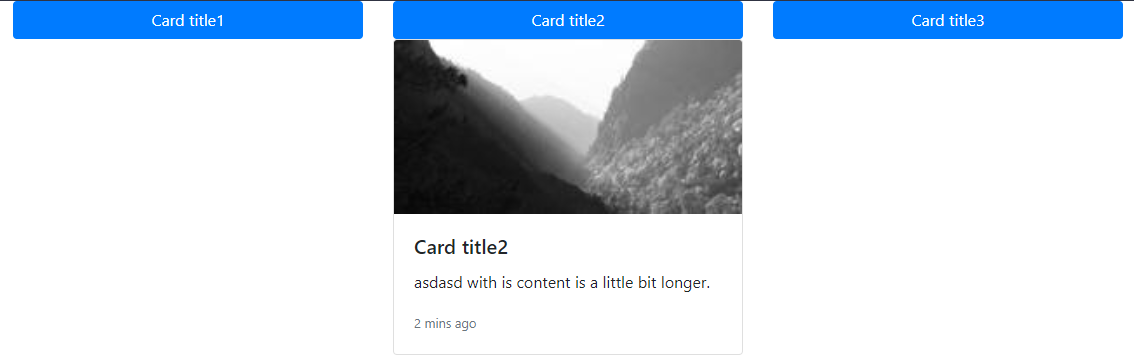 Card title1
Card title2
Card title3
Card title2
asdasd with is content is a little bit longer.
2 mins ago